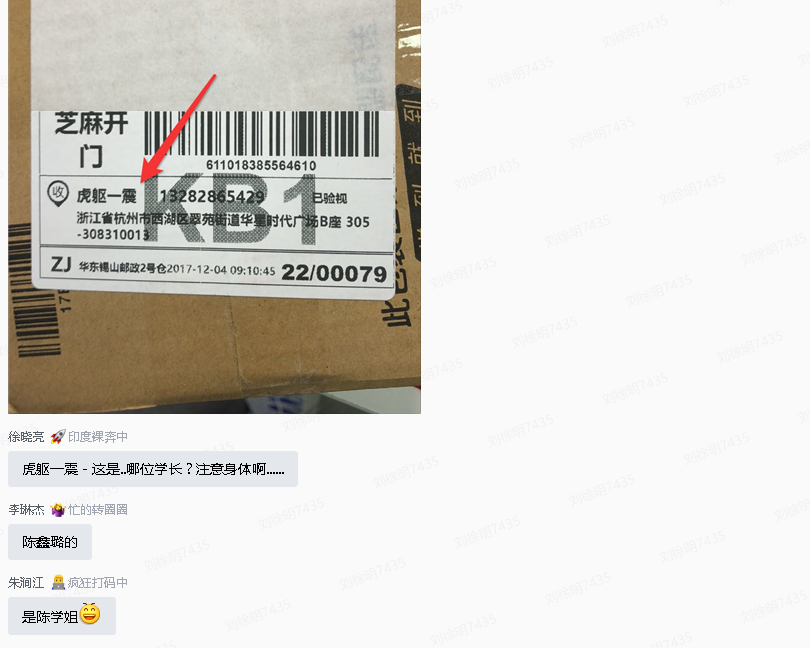 芝麻开
门
611018385564610
收 虎躯一震 13282865429 已验视
KB1
浙江省杭州市西湖区翠苑街道华星时代广场B座 305
-308310013
ZJ 华东锡山邮政2号仓2017-12-04 09:10:45 22/00079
徐晓亮 印度裸奔中
虎躯一震 - 这是..哪位学长？注意身体啊......
李琳杰 忙的转圈圈
陈鑫璐的
朱涧江 疯狂打码中
是陈学姐
刘徐明7435